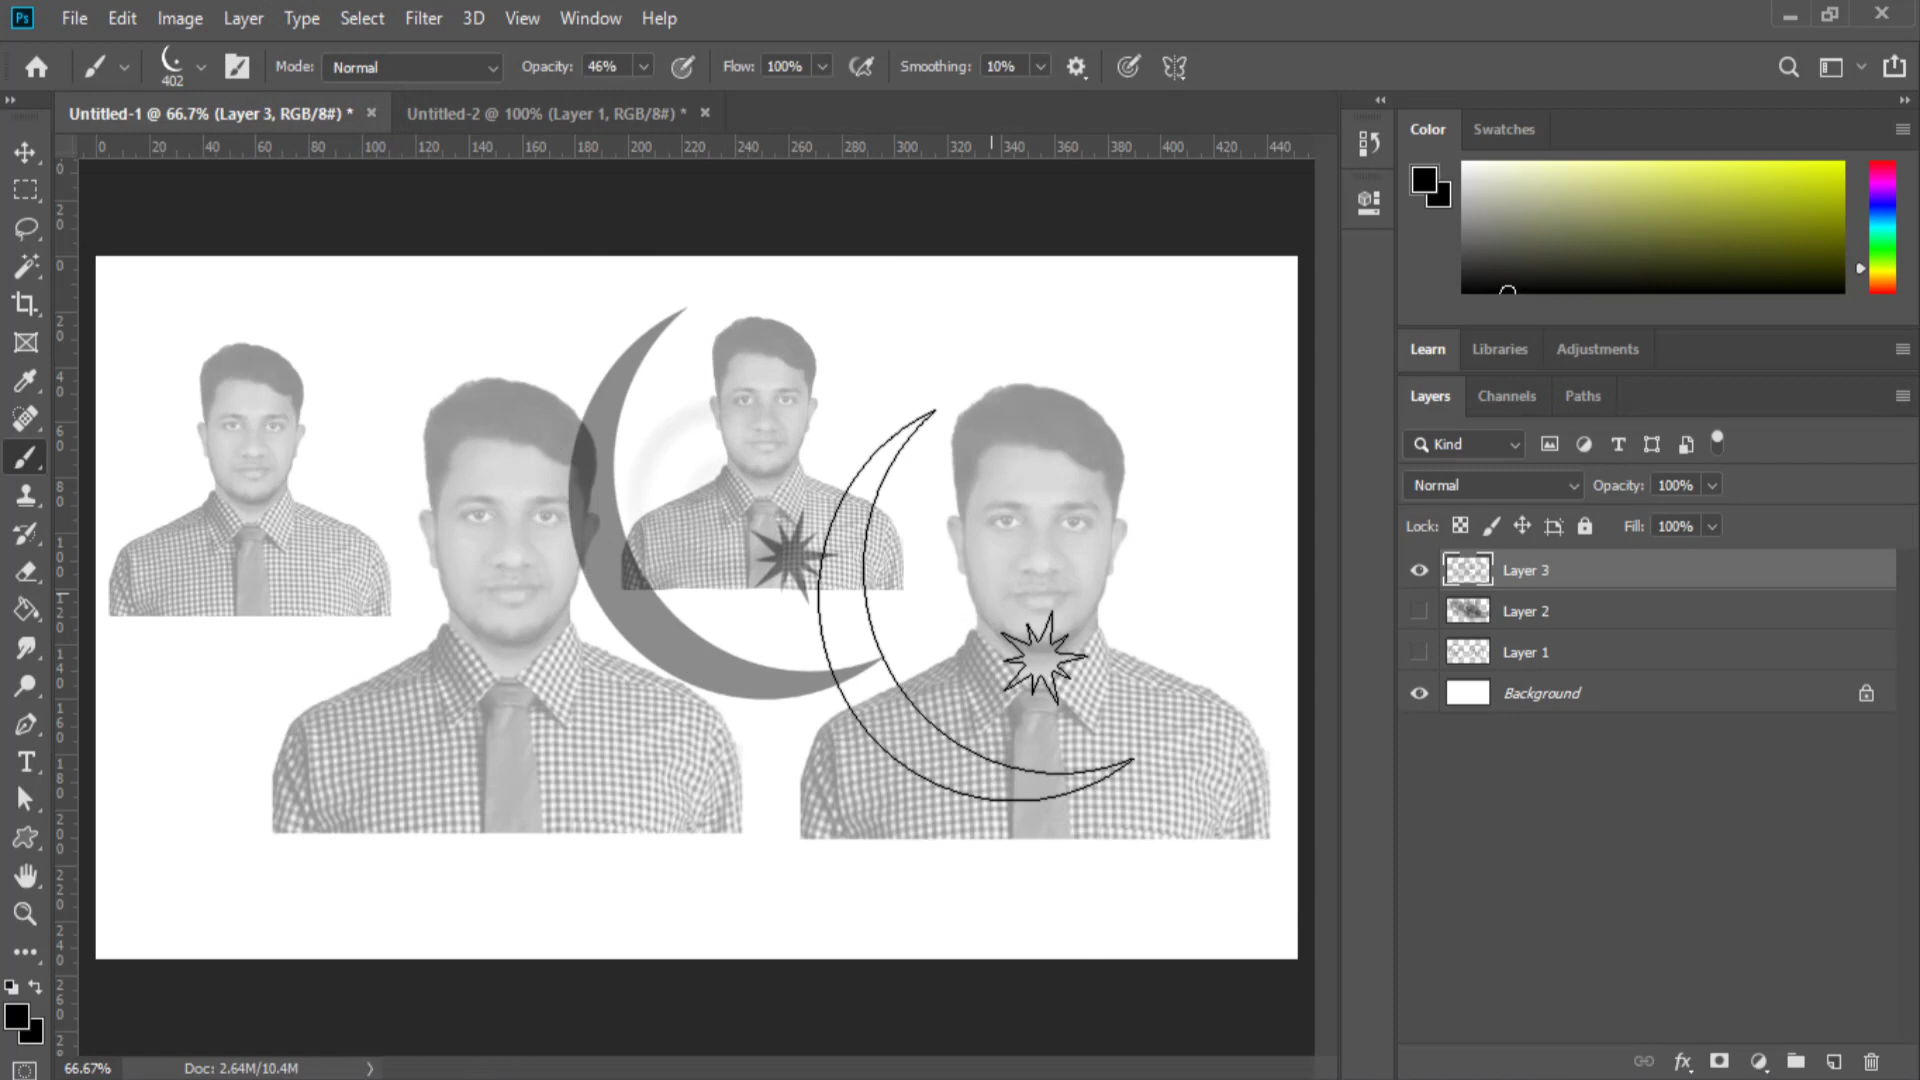 Ps File Edit Image Layer Type Select Filter 3D View Window Help
402 Mode: Normal Opacity: 46% Flow: 100% Smoothing: 10%
Untitled-1 @ 66.7% (Layer 3, RGB/8#) * Untitled-2 @ 100% (Layer 1, RGB/8#) *
0 20 40 60 80 100 120 140 160 180 200 220 240 260 280 300 320 340 360 380 400 420 440
Color Swatches
Learn Libraries Adjustments
Layers Channels Paths
Kind
Normal Opacity: 100%
Lock: Fill: 100%
Layer 3
Layer 2
Layer 1
Background
66.67% Doc: 2.64M/10.4M